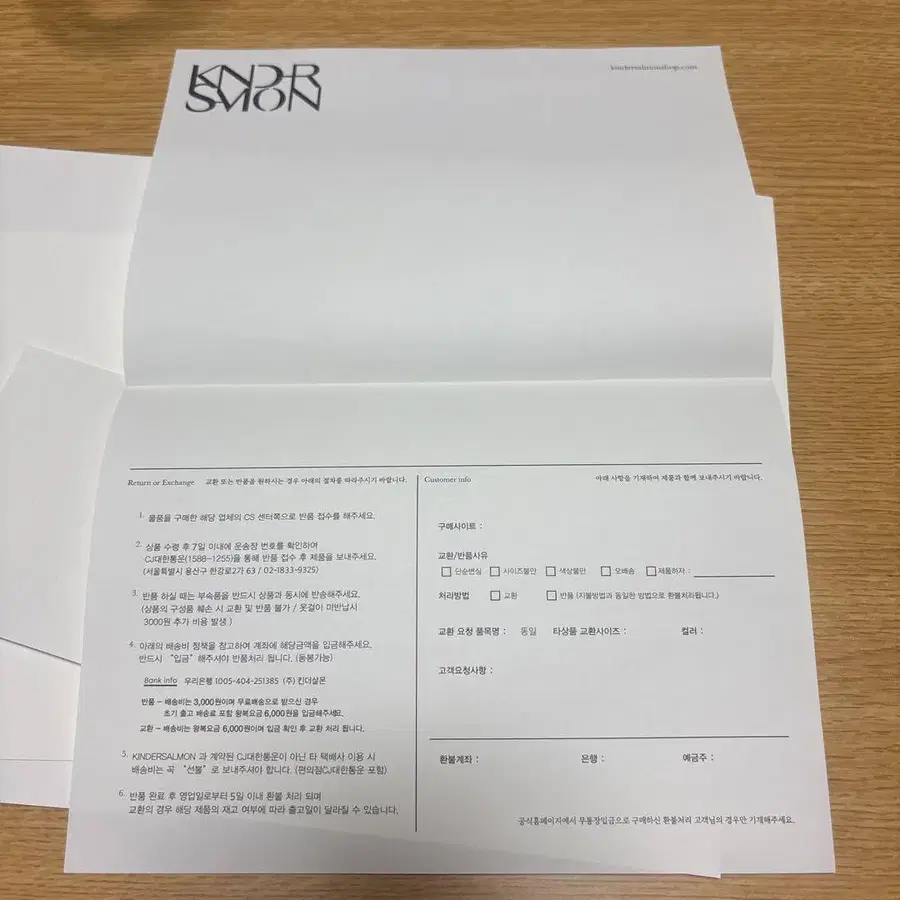 KNDR
SMON
kindersalmonshop.com
Return or Exchange 교환 또는 반품을 원하시는 경우 아래의 절차를 따라주시기 바랍니다.
1. 물품을 구매한 해당 업체의 CS 센터쪽으로 반품 접수를 해주세요.
2. 상품 수령 후 7일 이내에 운송장 번호를 확인하여
CJ대한통운(1588-1255)을 통해 반품 접수 후 제품을 보내주세요.
(서울특별시 용산구 한강로2가 63 / 02-1833-9325)
3. 반품 하실 때는 부속품을 반드시 상품과 동시에 반송해주세요.
(상품의 구성품 훼손 시 교환 및 반품 불가 / 옷걸이 미반납시
3000원 추가 비용 발생 )
4. 아래의 배송비 정책을 참고하여 계좌에 해당금액을 입금해주세요.
반드시 "입금" 해주셔야 반품처리 됩니다. (동봉가능)
Bank info 우리은행 1005-404-251385 (주) 킨더살몬
반품 - 배송비는 3,000원이며 무료배송으로 받으신 경우
초기 출고 배송료 포함 왕복요금 6,000원을 입금해주세요.
교환 - 배송비는 왕복요금 6,000원이며 입금 확인 후 교환 처리 됩니다.
5. KINDERSALMON 과 계약된 CJ대한통운이 아닌 타 택배사 이용 시
배송비는 꼭 "선불" 로 보내주셔야 합니다. (편의점CJ대한통운 포함)
6. 반품 완료 후 영업일로부터 5일 이내 환불 처리 되며
교환의 경우 해당 제품의 재고 여부에 따라 출고일이 달라질 수 있습니다.
Customer info 아래 사항을 기재하여 제품과 함께 보내주시기 바랍니다.
구매사이트 :
교환/반품사유
단순변심 사이즈불만 색상불만 오배송 제품하자 :
처리방법 교환 반품 (지불방법과 동일한 방법으로 환불처리됩니다.)
교환 요청 품목명 : 동일 타상품 교환사이즈 : 컬러 :
고객요청사항 :
환불계좌 : 은행 : 예금주 :
공식홈페이지에서 무통장입금으로 구매하신 환불처리 고객님의 경우만 기재해주세요.